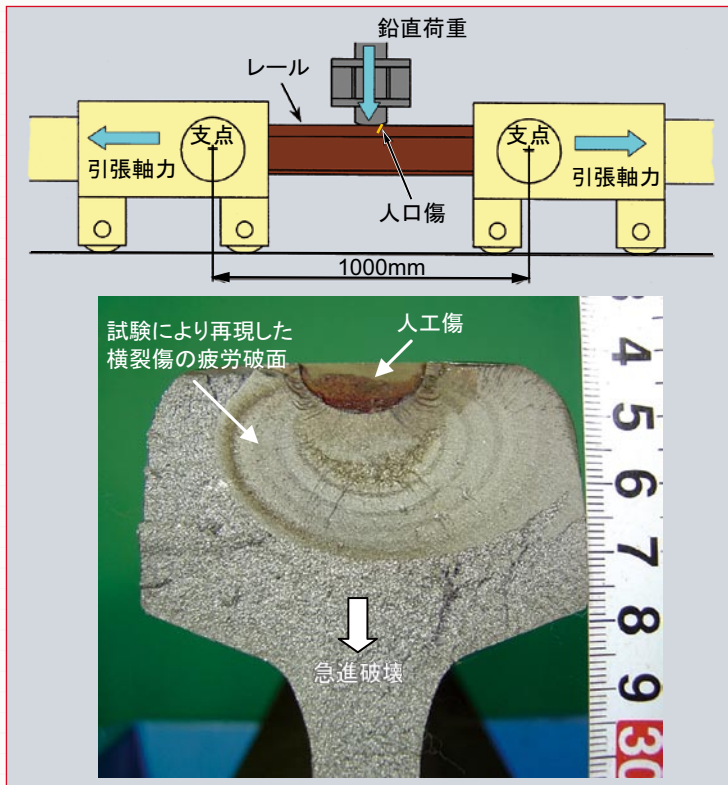 鉛直荷重
レール
支点
支点
引張軸力
引張軸力
人口傷
1000mm
試験により再現した
横裂傷の疲労破面
人工傷
急進破壊
3
4
5
6
7
8
9
30